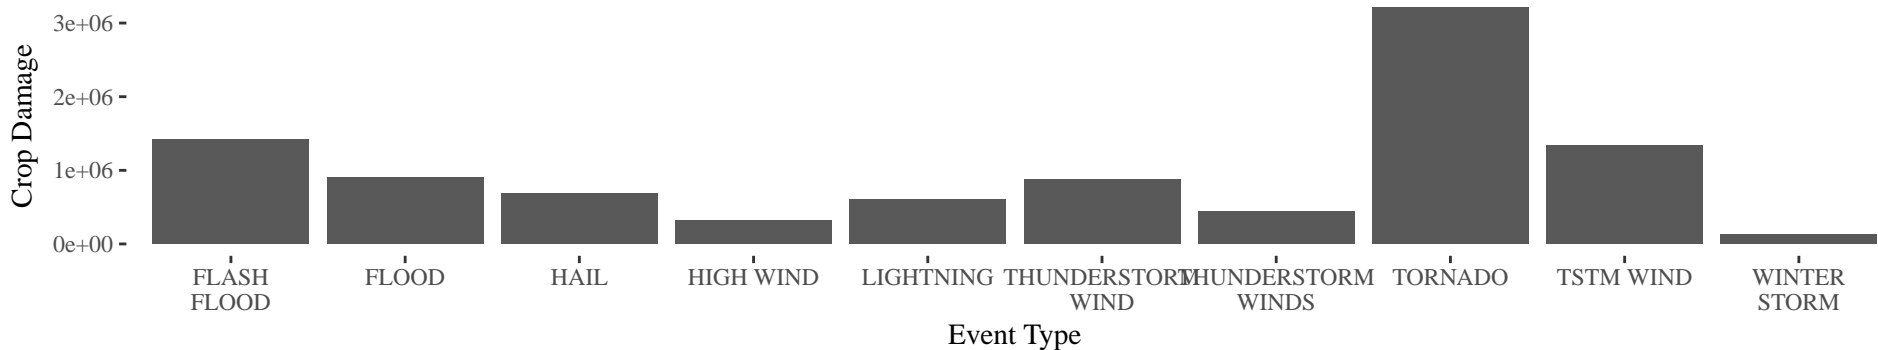 3e+06
2e+06
1e+06
0e+00
Crop Damage
FLASH
FLOOD
FLOOD
HAIL
HIGH WIND
LIGHTNING
THUNDERSTORM
WIND
THUNDERSTORM
WINDS
TORNADO
TSTM WIND
WINTER
STORM
Event Type